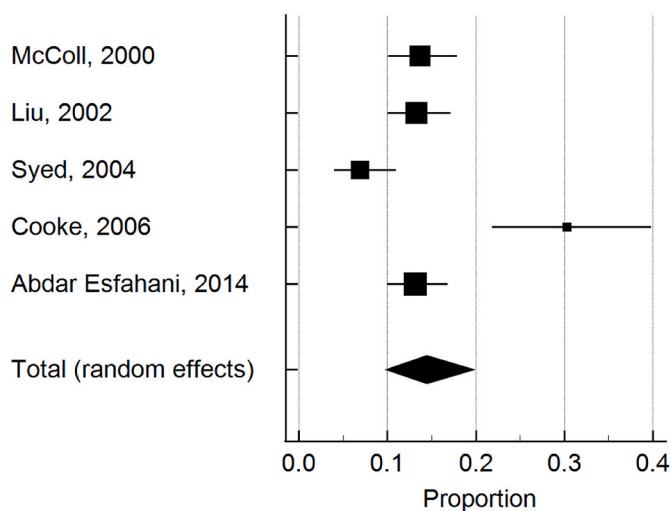 McColl, 2000
Liu, 2002
Syed, 2004
Cooke, 2006
Abdar Esfahani, 2014
Total (random effects)
0.0 0.1 0.2 0.3 0.4
Proportion